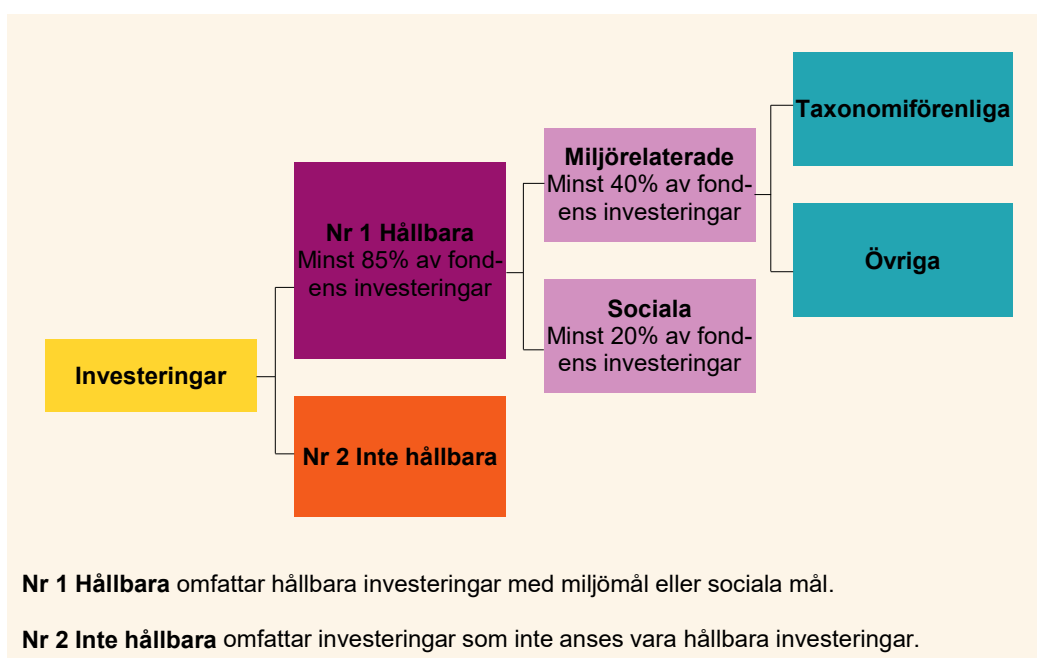 Investeringar
Nr 1 Hållbara
Minst 85% av fond-
ens investeringar
Nr 2 Inte hållbara
Miljörelaterade
Minst 40% av fond-
ens investeringar
Sociala
Minst 20% av fond-
ens investeringar
Taxonomiförenliga
Övriga
Nr 1 Hållbara omfattar hållbara investeringar med miljömål eller sociala mål.
Nr 2 Inte hållbara omfattar investeringar som inte anses vara hållbara investeringar.